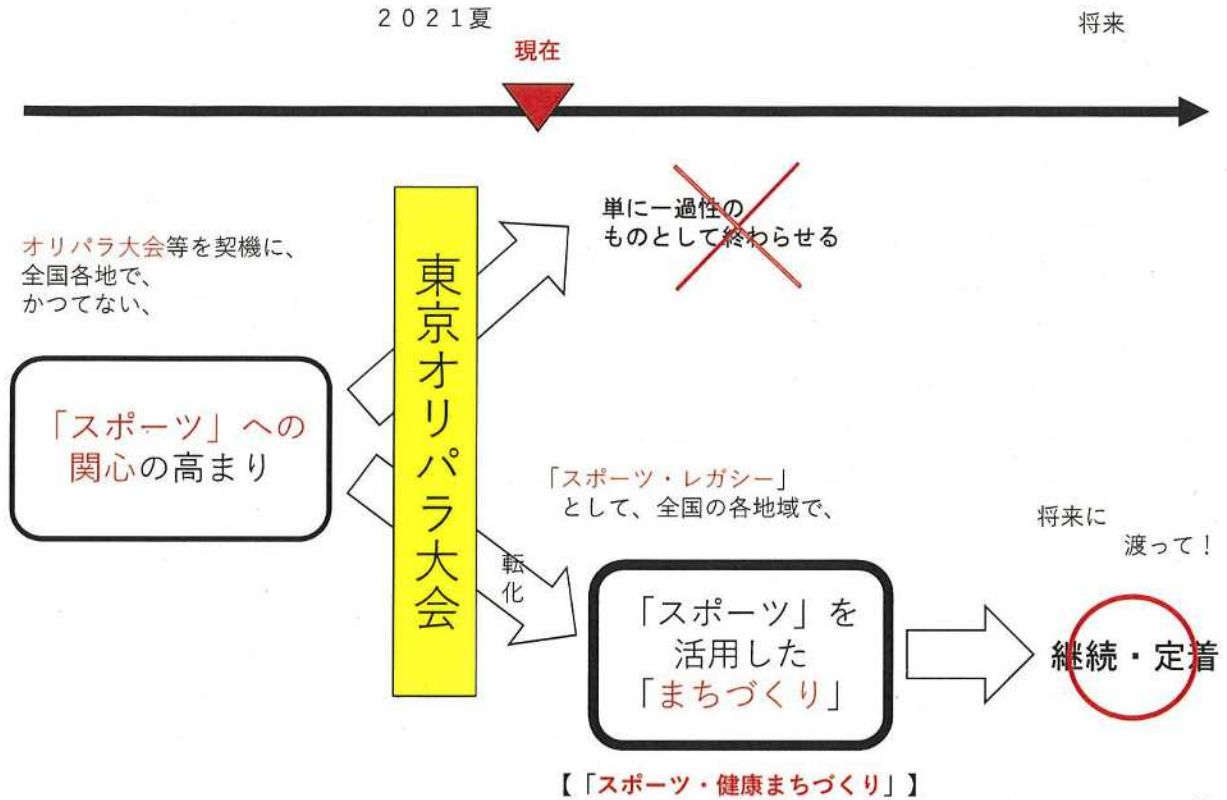 ２０２１夏
現在
将来
単に一過性の
ものとして終わらせる
オリパラ大会等を契機に、
全国各地で、
かつてない、
東京オリパラ大会
「スポーツ」への
関心の高まり
転化
「スポーツ・レガシー」
として、全国の各地域で、
「スポーツ」を
活用した
「まちづくり」
将来に
渡って！
継続・定着
【「スポーツ・健康まちづくり」】